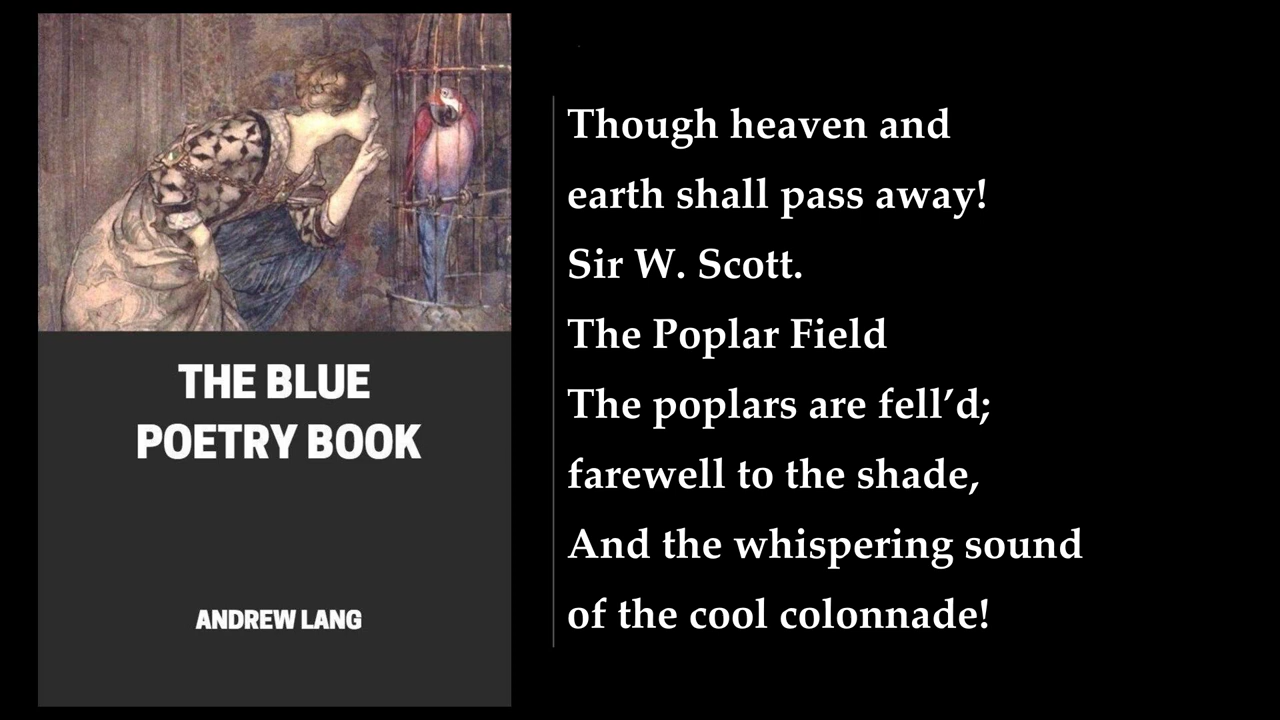 THE BLUE
POETRY BOOK
ANDREW LANG
Though heaven and
earth shall pass away!
Sir W. Scott.
The Poplar Field
The poplars are fell’d;
farewell to the shade,
And the whispering sound
of the cool colonnade!